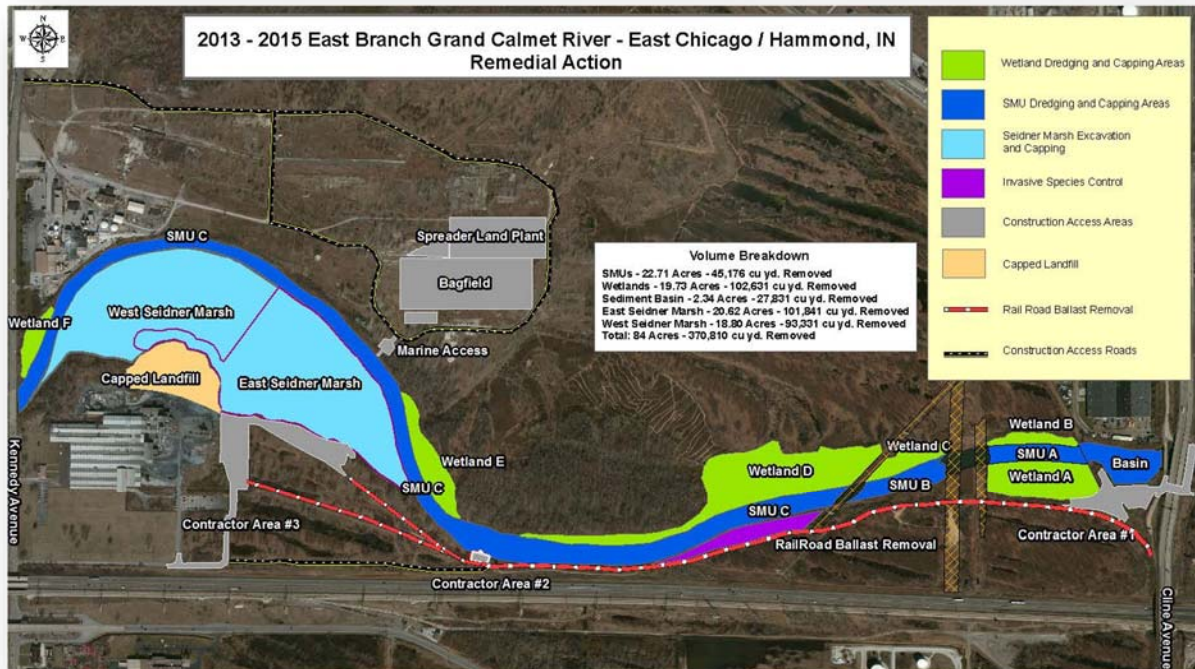 N
W E
S
2013 - 2015 East Branch Grand Calmet River - East Chicago / Hammond, IN
Remedial Action
Wetland Dredging and Capping Areas
SMU Dredging and Capping Areas
Seidner Marsh Excavation
and Capping
Invasive Species Control
Construction Access Areas
Capped Landfill
Rail Road Ballast Removal
Construction Access Roads
Volume Breakdown
SMUs - 22.71 Acres - 45,176 cu yd. Removed
Wetlands - 19.73 Acres - 102,631 cu yd. Removed
Sediment Basin - 2.34 Acres - 27,831 cu yd. Removed
East Seidner Marsh - 20.62 Acres - 101,841 cu yd. Removed
West Seidner Marsh - 18.80 Acres - 93,331 cu yd. Removed
Total: 84 Acres - 370,810 cu yd. Removed
SMU C
Spreader Land Plant
Bagfield
West Seidner Marsh
Wetland F
Marine Access
Capped Landfill
East Seidner Marsh
Kennedy Avenue
Wetland E
SMU C
Wetland D
Wetland C
Wetland B
SMU A
Basin
Wetland A
SMU B
SMU C
Contractor Area #3
RailRoad Ballast Removal
Contractor Area #1
Contractor Area #2
Cline Avenue